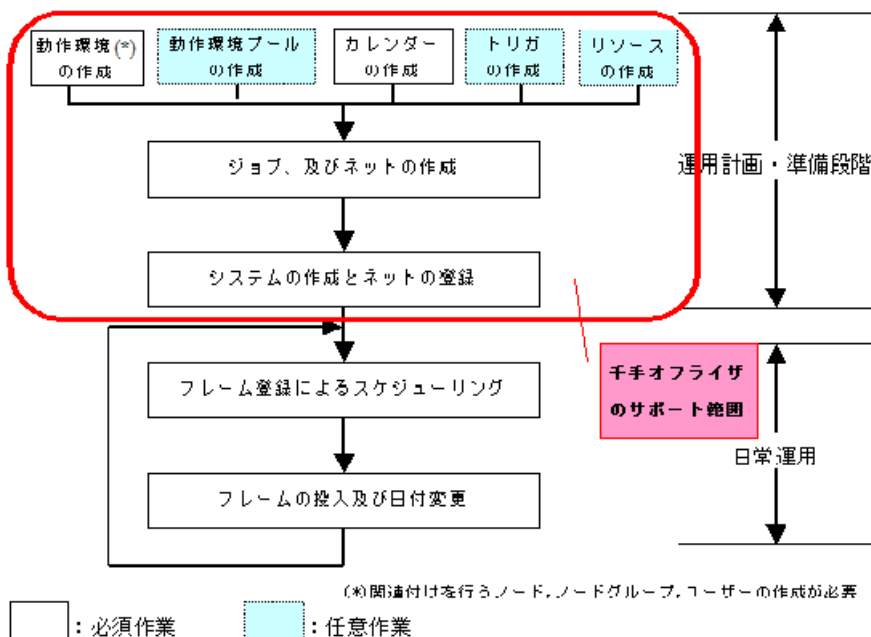 動作環境(*)
の作成
動作環境プール
の作成
カレンダー
の作成
トリガ
の作成
リソース
の作成
ジョブ、及びネットの作成
運用計画・準備段階
システムの作成とネットの登録
千手オフライザ
のサポート範囲
フレーム登録によるスケジューリング
日常運用
フレームの投入及び日付変更
(*)関連付けを行うノード,ノードグループ,ユーザーの作成が必要
:必須作業
:任意作業